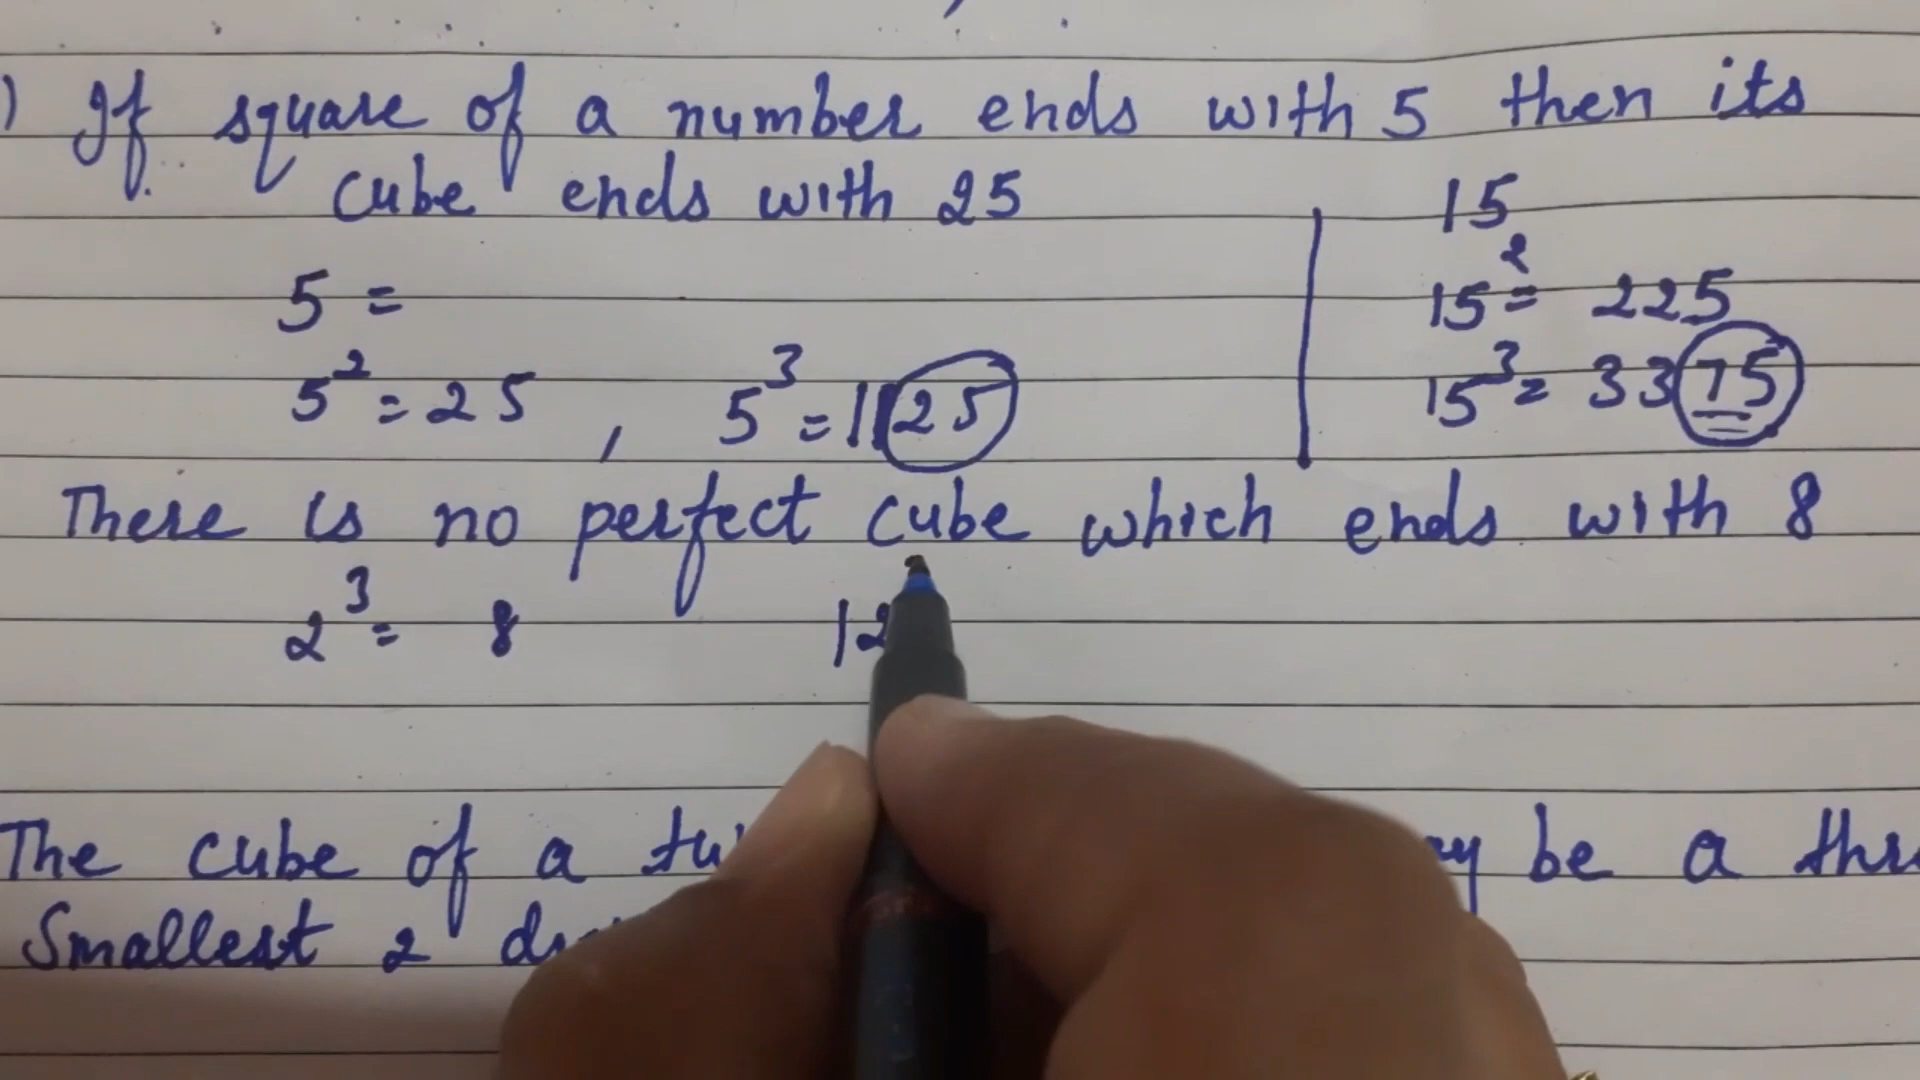 ) If square of a number ends with 5 then its
cube ends with 25
5 =
5² = 25 , 5³ = 125
15
15² = 225
15³ = 3375
There is no perfect cube which ends with 8
2³ = 8 12
The cube of a be a
Smallest 2